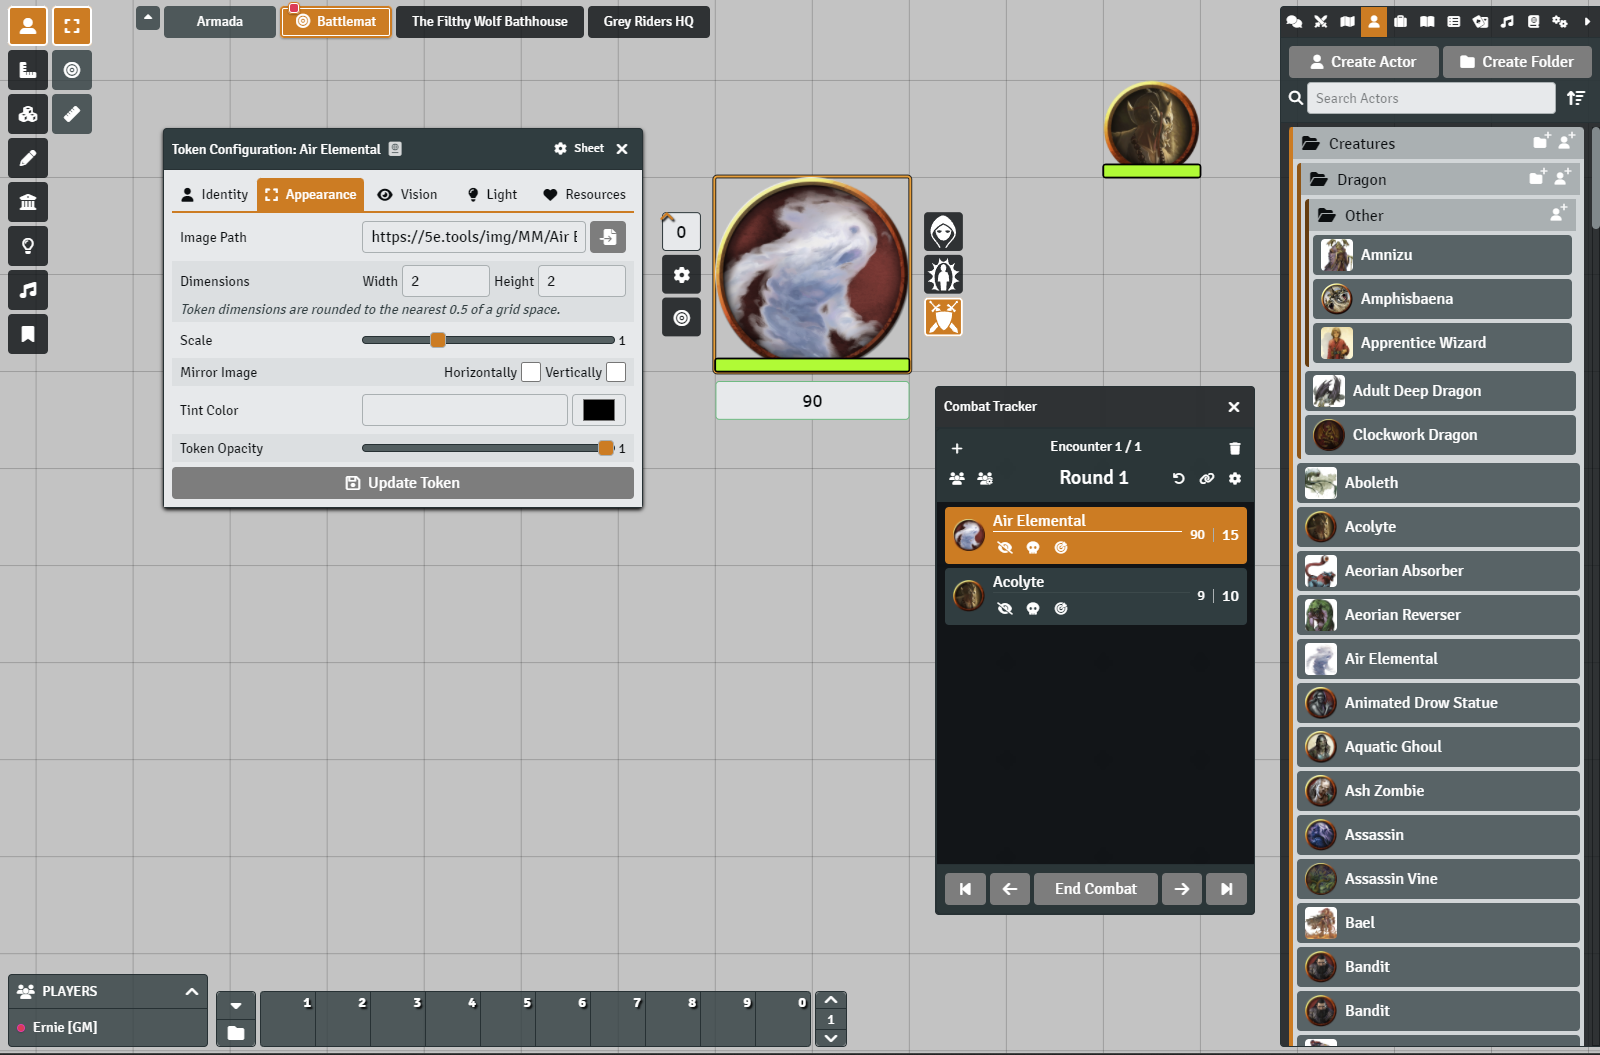 Armada
Battlemat
The Filthy Wolf Bathhouse
Grey Riders HQ
Token Configuration: Air Elemental
Sheet
Identity
Appearance
Vision
Light
Resources
Image Path
https://5e.tools/img/MM/Air E
Dimensions
Width 2 Height 2
Token dimensions are rounded to the nearest 0.5 of a grid space.
Scale
1
Mirror Image
Horizontally Vertically
Tint Color
Token Opacity
1
Update Token
0
90
Combat Tracker
Encounter 1 / 1
Round 1
Air Elemental
90 15
Acolyte
9 10
End Combat
Create Actor
Create Folder
Search Actors
Creatures
Dragon
Other
Amnizu
Amphisbaena
Apprentice Wizard
Adult Deep Dragon
Clockwork Dragon
Aboleth
Acolyte
Aeorian Absorber
Aeorian Reverser
Air Elemental
Animated Drow Statue
Aquatic Ghoul
Ash Zombie
Assassin
Assassin Vine
Bael
Bandit
Bandit
PLAYERS
Ernie [GM]
1 2 3 4 5 6 7 8 9 0
1